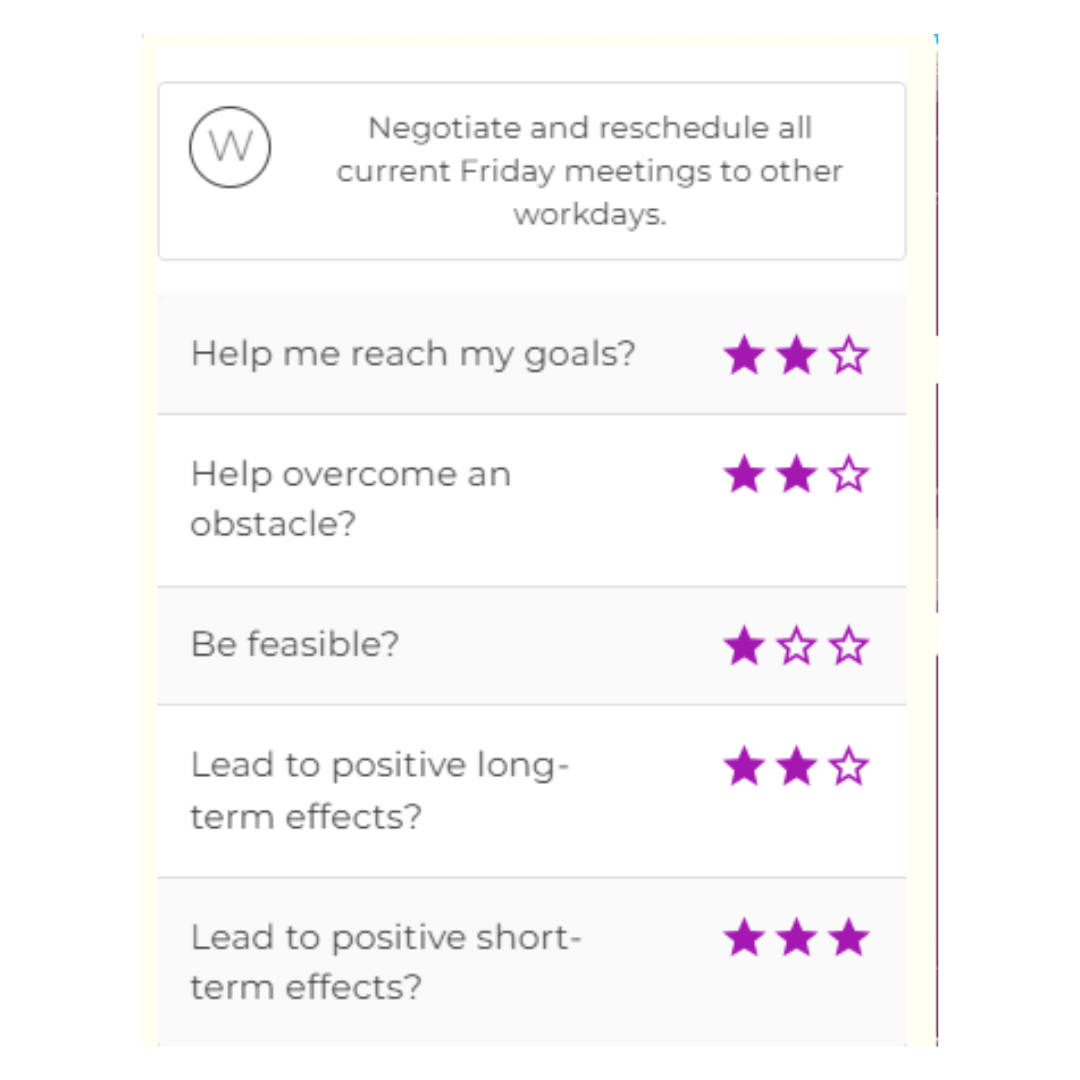 W
Negotiate and reschedule all
current Friday meetings to other
workdays.
Help me reach my goals?
Help overcome an
obstacle?
Be feasible?
Lead to positive long-
term effects?
Lead to positive short-
term effects?